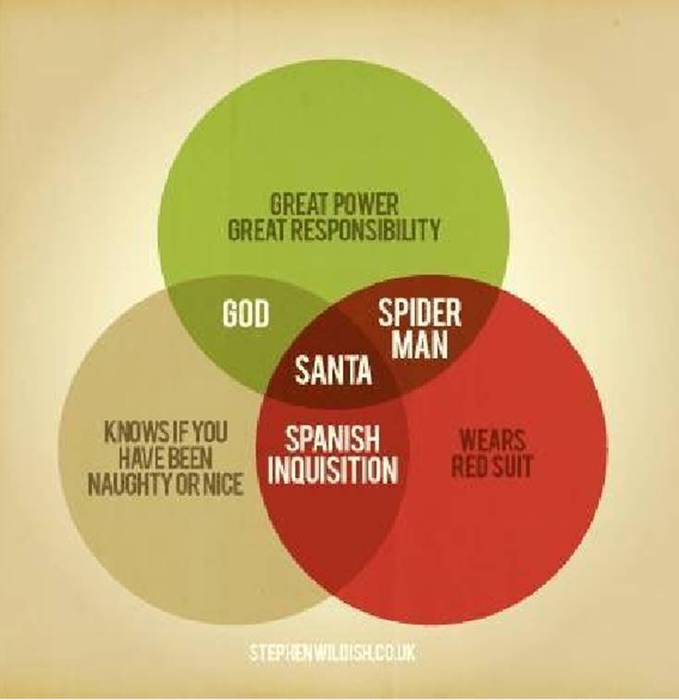 GREAT POWER
GREAT RESPONSIBILITY
GOD
SPIDER
MAN
SANTA
KNOWS IF YOU
HAVE BEEN
NAUGHTY OR NICE
SPANISH
INQUISITION
WEARS
RED SUIT
STEPHENWILDISH.CO.UK